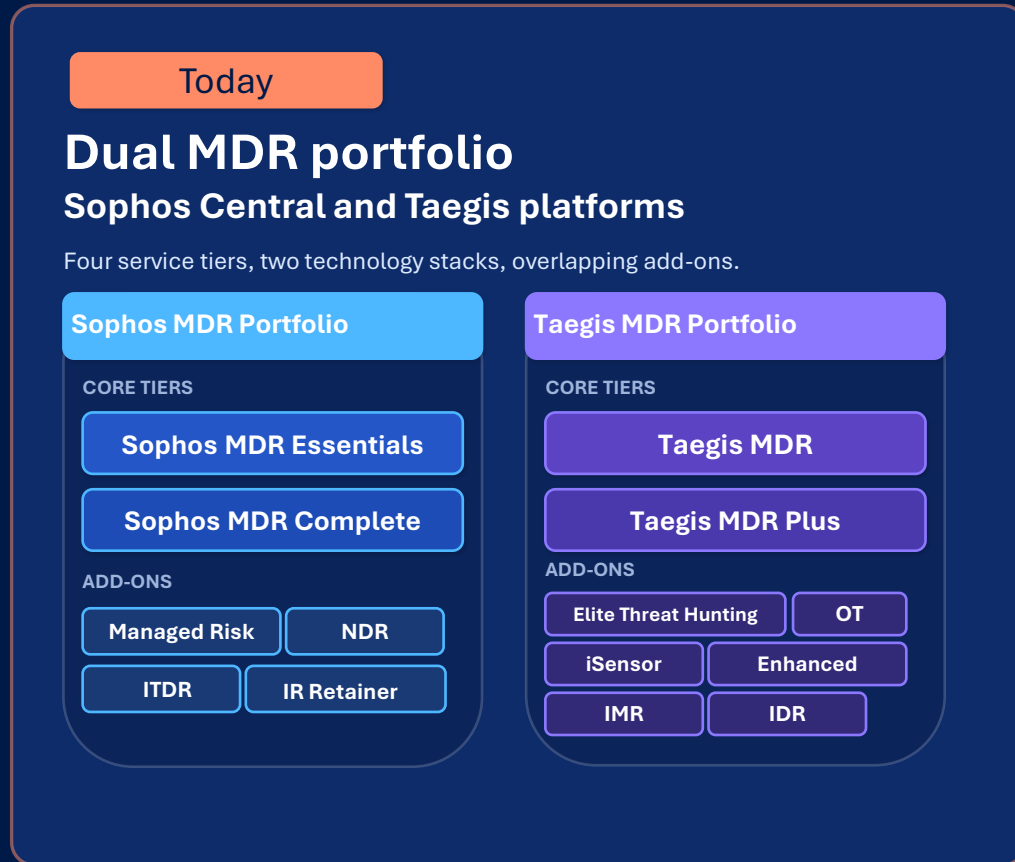 Today
Dual MDR portfolio
Sophos Central and Taegis platforms
Four service tiers, two technology stacks, overlapping add-ons.
Sophos MDR Portfolio
CORE TIERS
Sophos MDR Essentials
Sophos MDR Complete
ADD-ONS
Managed Risk
NDR
ITDR
IR Retainer
Taegis MDR Portfolio
CORE TIERS
Taegis MDR
Taegis MDR Plus
ADD-ONS
Elite Threat Hunting
OT
iSensor
Enhanced
IMR
IDR